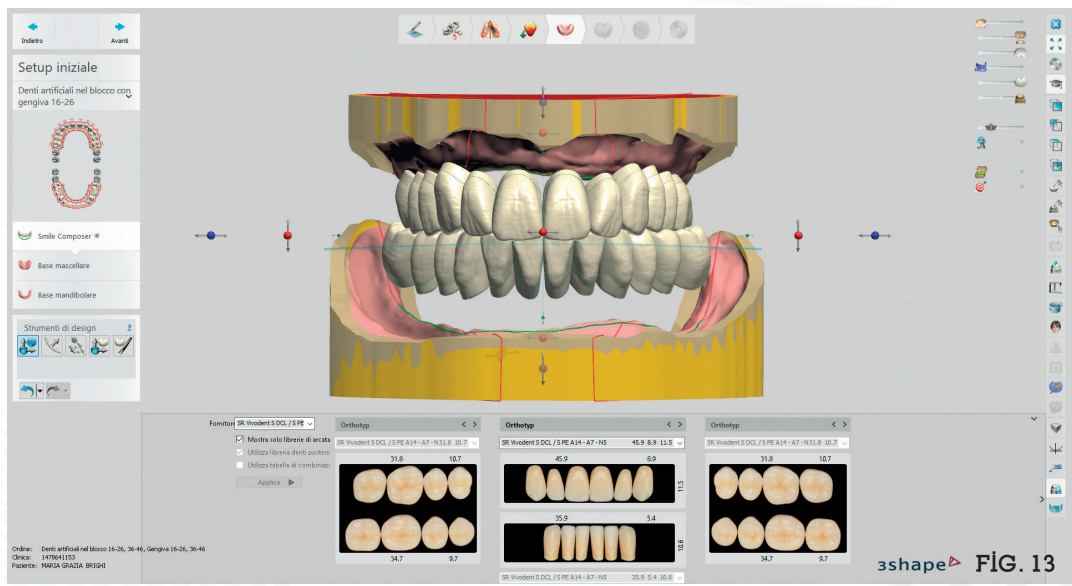 Indietro
Avanti
Setup iniziale
Denti artificiali nel blocco con
gengiva 16-26
Smile Composer ®
Base mascellare
Base mandibolare
Strumenti di design
?
Fornitore
SR Vivodent S DCL / S PE
Mostra solo librerie di arcata
Utilizza libreria denti posteri
Utilizza tabella di combinazi
Applica
Orthotyp
SR Vivodent S DCL / S PE A14 - A7 - N 31.8 10.7
31.8 10.7
34.7 9.7
Orthotyp
SR Vivodent S DCL / S PE A14 - A7 - N5 45.9 8.9 11.5
45.9 8.9
11.5
35.9 5.4
10.6
SR Vivodent S DCL / S PE A14 - A7 - N5 35.9 5.4 10.6
Orthotyp
SR Vivodent S DCL / S PE A14 - A7 - N 31.8 10.7
31.8 10.7
34.7 9.7
Ordine: Denti artificiali nel blocco 16-26, 36-46, Gengiva 16-26, 36-46
Clinica: 1478641153
Paziente: MARIA GRAZIA BRIGHI
3shape
FİG. 13